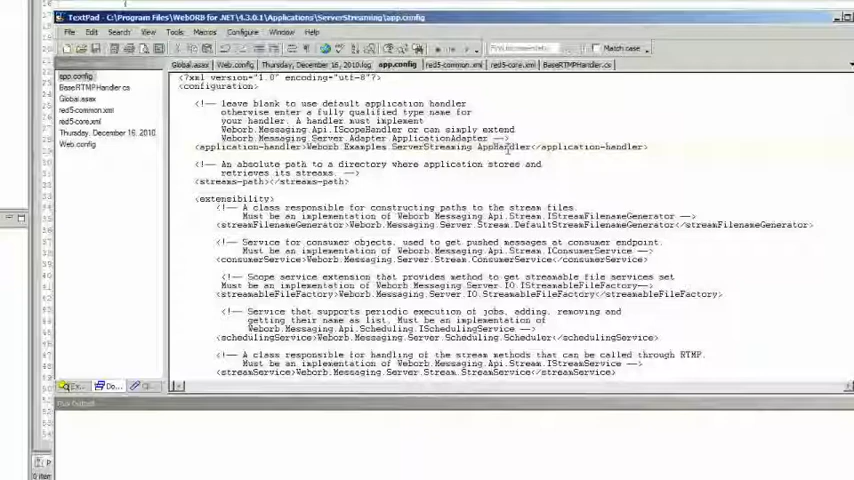 TextPad - C:\Program Files\WebORB for .NET\4.3.0.1\Applications\ServerStreaming\app.config
File Edit Search View Tools Macros Configure Window Help
Match case
Global.asax Web.config Thursday, December 16, 2010.log app.config red5-common.xml red5-core.xml BaseRTMPHandler.cs
app.config
BaseRTMPHandler.cs
Global.asax
red5-common.xml
red5-core.xml
Thursday, December 16, 2010
Web.config
<?xml version="1.0" encoding="utf-8"?>
<configuration>
<!-- leave blank to use default application handler
otherwise enter a fully qualified type name for
your handler. A handler must implement
Weborb.Messaging.Api.IScopeHandler or can simply extend
Weborb.Messaging.Server.Adapter.ApplicationAdapter -->
<application-handler>Weborb.Examples.ServerStreaming.AppHandler</application-handler>
<!-- An absolute path to a directory where application stores and
retrieves its streams. -->
<streams-path></streams-path>
<extensibility>
<!-- A class responsible for constructing paths to the stream files.
Must be an implementation of Weborb.Messaging.Api.Stream.IStreamFilenameGenerator -->
<streamFilenameGenerator>Weborb.Messaging.Server.Stream.DefaultStreamFilenameGenerator</streamFilenameGenerator>
<!-- Service for consumer objects, used to get pushed messages at consumer endpoint.
Must be an implementation of Weborb.Messaging.Api.Stream.IConsumerService -->
<consumerService>Weborb.Messaging.Server.Stream.ConsumerService</consumerService>
<!-- Scope service extension that provides method to get streamable file services set
Must be an implementation of Weborb.Messaging.Server.IO.IStreamableFileFactory-->
<streamableFileFactory>Weborb.Messaging.Server.IO.StreamableFileFactory</streamableFileFactory>
<!-- Service that supports periodic execution of jobs, adding, removing and
getting their name as list. Must be an implementation of
Weborb.Messaging.Api.Scheduling.ISchedulingService -->
<schedulingService>Weborb.Messaging.Server.Scheduling.Scheduler</schedulingService>
<!-- A class responsible for handling of the stream methods that can be called through RTMP.
Must be an implementation of Weborb.Messaging.Api.Stream.IStreamService -->
<streamService>Weborb.Messaging.Server.Stream.StreamService</streamService>
Ex... Do... Cl...